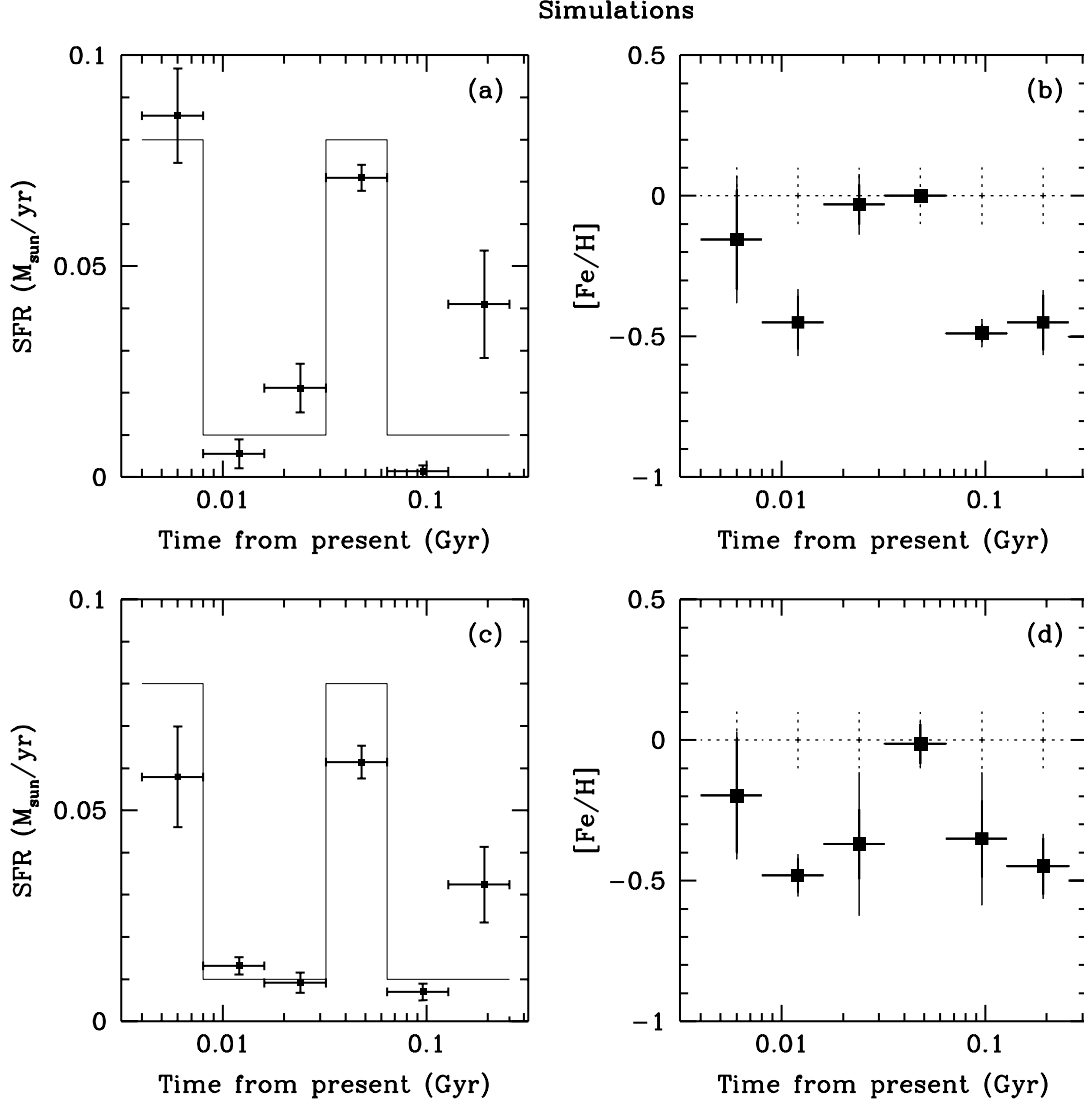 Simulations
(a)
0.1
0.05
0
SFR (M_sun/yr)
0.01
0.1
Time from present (Gyr)
(b)
0.5
0
−0.5
−1
[Fe/H]
0.01
0.1
Time from present (Gyr)
(c)
0.1
0.05
0
SFR (M_sun/yr)
0.01
0.1
Time from present (Gyr)
(d)
0.5
0
−0.5
−1
[Fe/H]
0.01
0.1
Time from present (Gyr)